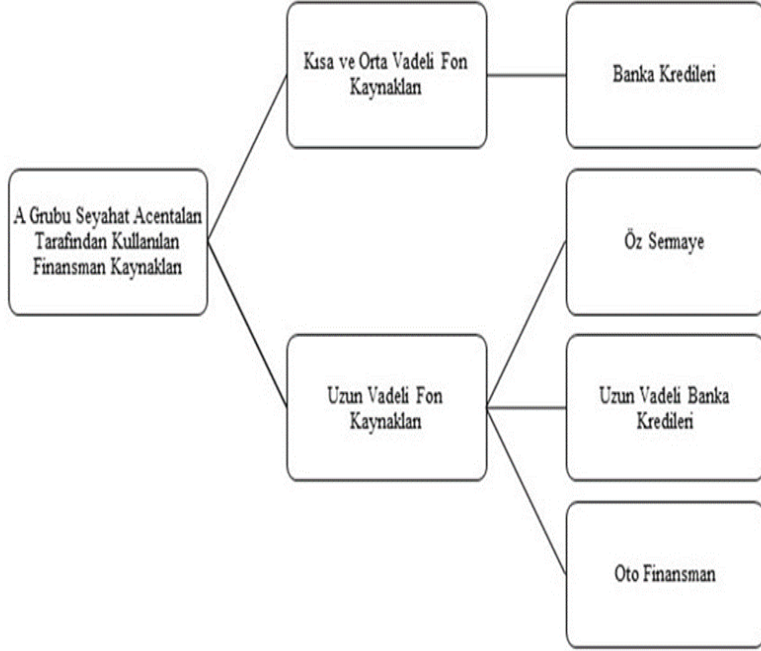 Kısa ve Orta Vadeli Fon
Kaynakları
Banka Kredileri
A Grubu Seyahat Acentaları
Tarafından Kullanılan
Finansman Kaynakları
Öz Sermaye
Uzun Vadeli Fon
Kaynakları
Uzun Vadeli Banka
Kredileri
Oto Finansman